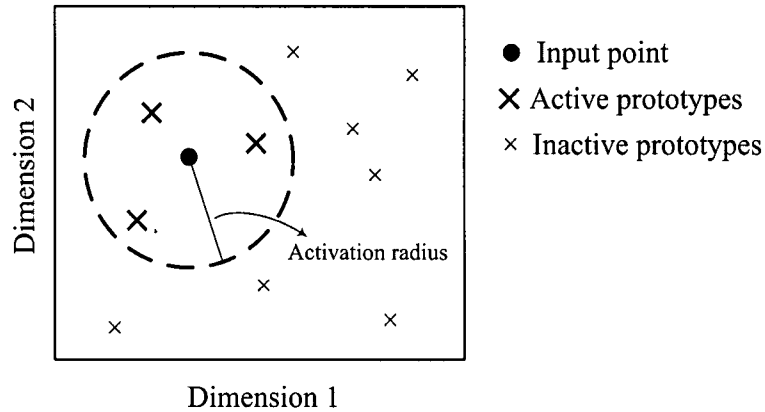 Input point
Active prototypes
Inactive prototypes
Dimension 2
Activation radius
Dimension 1